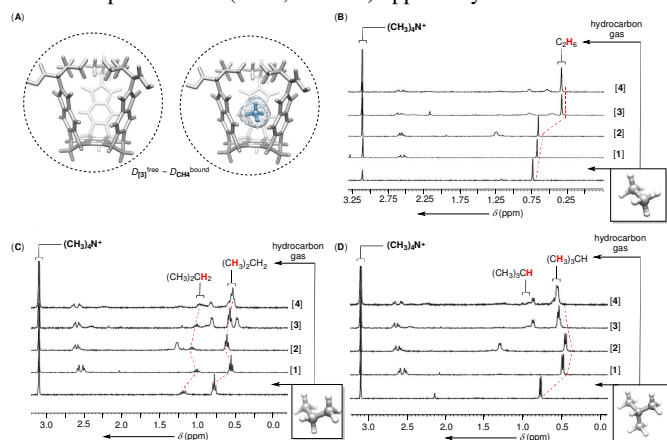 (A)
D[3]free ~ DCH4bound
(B)
(CH3)4N+
hydrocarbon
gas
C2H6
[4]
[3]
[2]
[1]
3.25 2.75 2.25 1.75 1.25 0.75 0.25
δ (ppm)
(C)
(CH3)4N+
hydrocarbon
gas
(CH3)2CH2
(CH3)2CH2
[4]
[3]
[2]
[1]
3.0 2.5 2.0 1.5 1.0 0.5 0.0
δ (ppm)
(D)
(CH3)4N+
hydrocarbon
gas
(CH3)3CH
(CH3)3CH
[4]
[3]
[2]
[1]
3.0 2.5 2.0 1.5 1.0 0.5 0.0
δ (ppm)